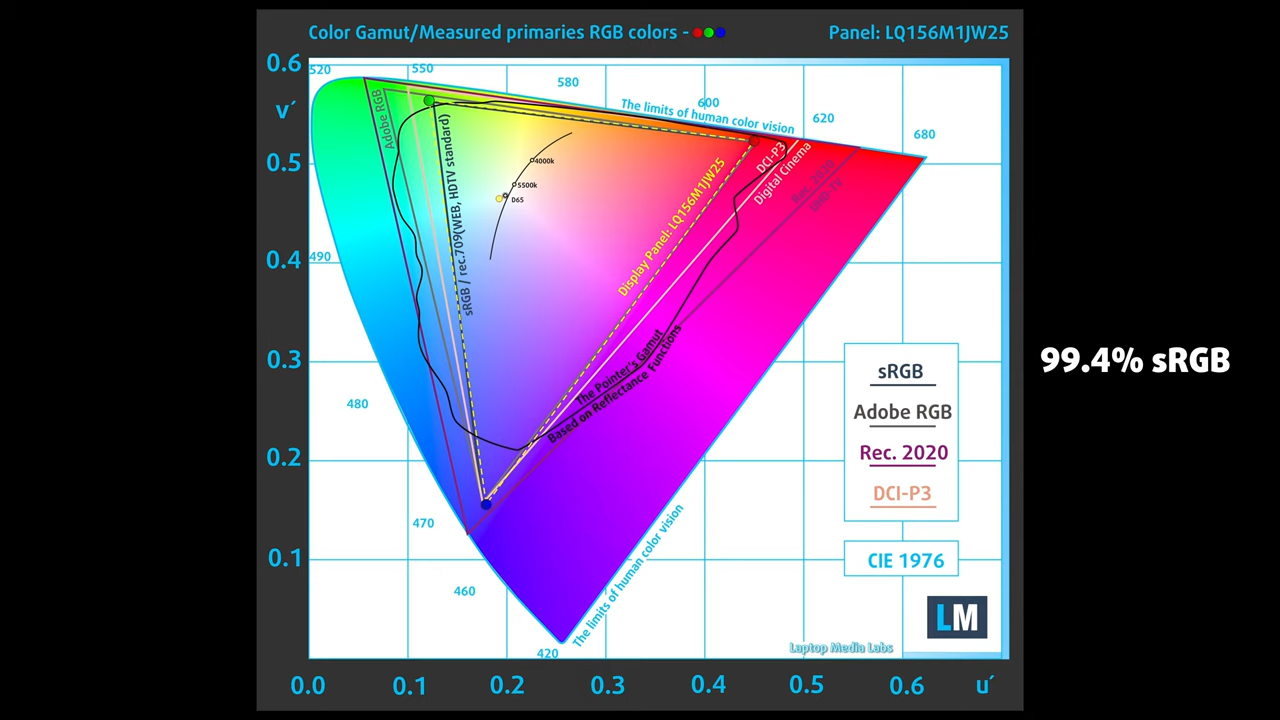 Color Gamut/Measured primaries RGB colors -
Panel: LQ156M1JW25
0.6
520
550
580
600
620
680
v´
The limits of human color vision
Adobe RGB
sRGB / rec.709(WEB, HDTV standard)
4000k
5500k
D65
Display Panel: LQ156M1JW25
DCI-P3
Digital Cinema
Rec. 2020
UHD-TV
0.5
0.4
490
0.3
The Pointer's Gamut
Based on Reflectance Functions
480
sRGB
Adobe RGB
Rec. 2020
DCI-P3
99.4% sRGB
0.2
470
0.1
CIE 1976
460
The limits of human color vision
LM
Laptop Media Labs
420
0.0
0.1
0.2
0.3
0.4
0.5
0.6
u´